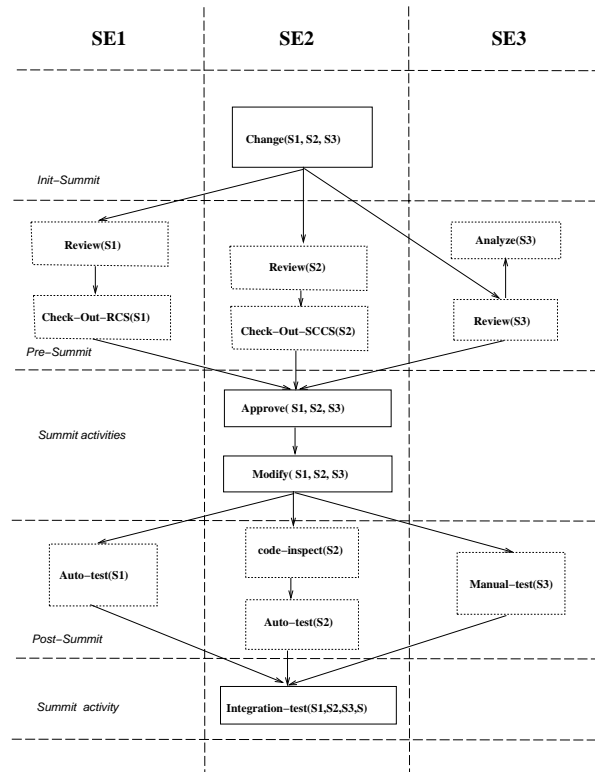 SE1 SE2 SE3
Change(S1, S2, S3)
Init−Summit
Review(S1)
Review(S2)
Analyze(S3)
Check−Out−RCS(S1)
Check−Out−SCCS(S2)
Review(S3)
Pre−Summit
Approve( S1, S2, S3)
Summit activities
Modify( S1, S2, S3)
Auto−test(S1)
code−inspect(S2)
Manual−test(S3)
Auto−test(S2)
Post−Summit
Summit activity
Integration−test(S1,S2,S3,S)